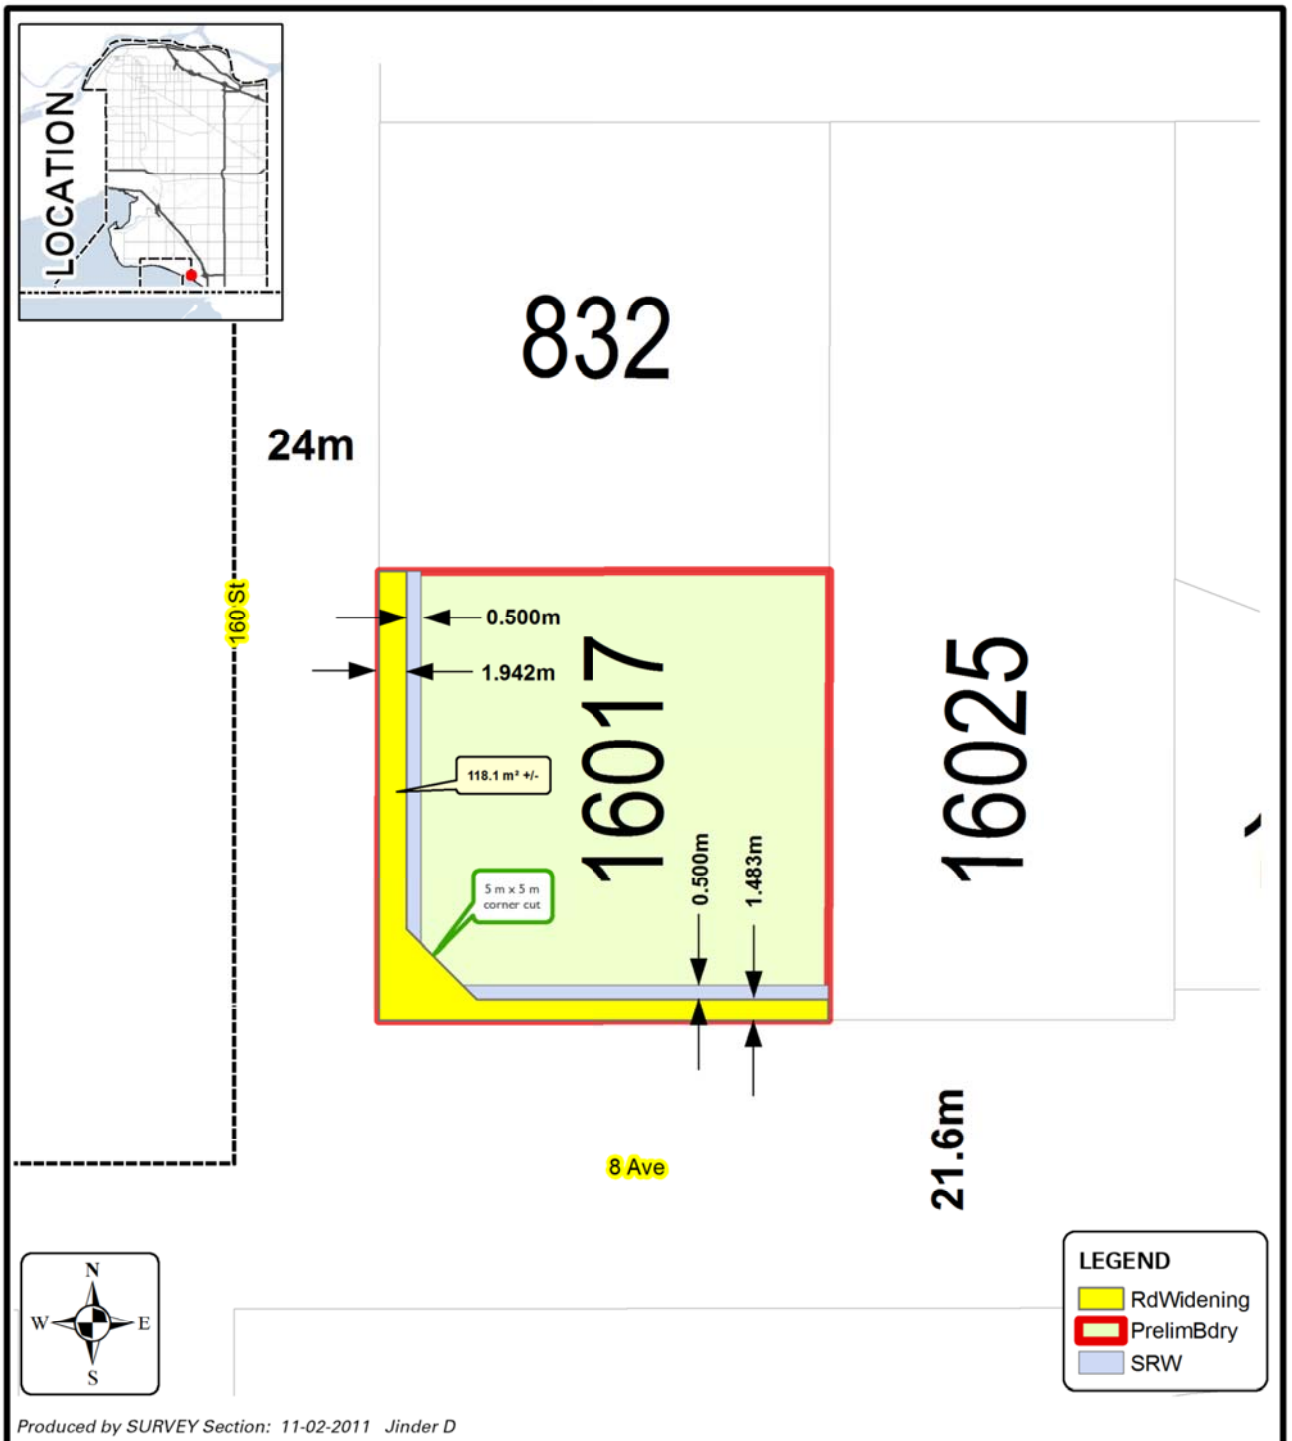 LOCATION
832
24m
160 St
0.500m
1.942m
16017
16025
118.1 m² +/-
5 m x 5 m
corner cut
0.500m
1.483m
8 Ave
21.6m
N
W
E
S
LEGEND
RdWidening
PrelimBdry
SRW
Produced by SURVEY Section: 11-02-2011 Jinder D